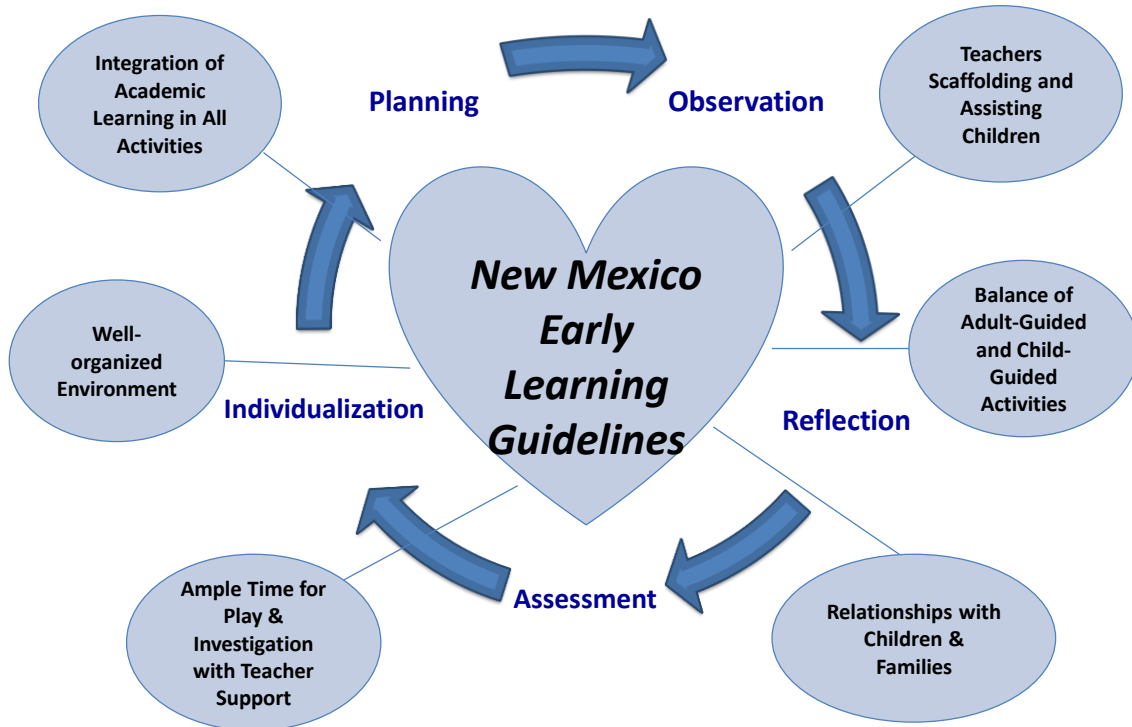 Integration of
Academic
Learning in All
Activities
Planning
Observation
Teachers
Scaffolding and
Assisting
Children
New Mexico
Early
Learning
Guidelines
Well-
organized
Environment
Balance of
Adult-Guided
and Child-
Guided
Activities
Individualization
Reflection
Ample Time for
Play &
Investigation
with Teacher
Support
Assessment
Relationships with
Children &
Families